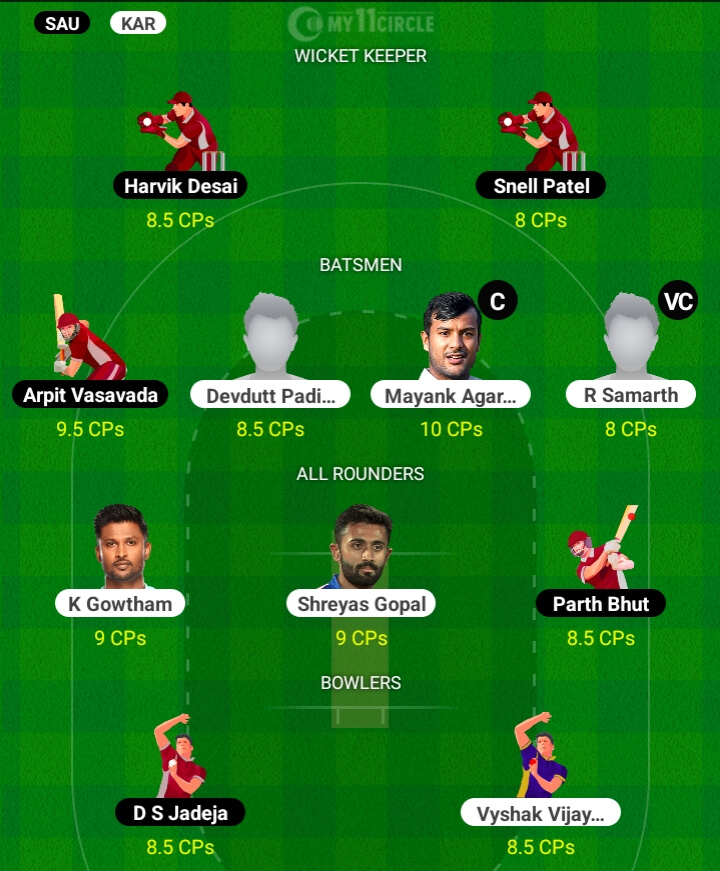 SAU KAR
MY11CIRCLE
WICKET KEEPER
Harvik Desai
Snell Patel
8.5 CPs
8 CPs
BATSMEN
C
VC
Arpit Vasavada
Devdutt Padi...
Mayank Agar...
R Samarth
9.5 CPs
8.5 CPs
10 CPs
8 CPs
ALL ROUNDERS
K Gowtham
Shreyas Gopal
Parth Bhut
9 CPs
9 CPs
8.5 CPs
BOWLERS
D S Jadeja
Vyshak Vijay...
8.5 CPs
8.5 CPs